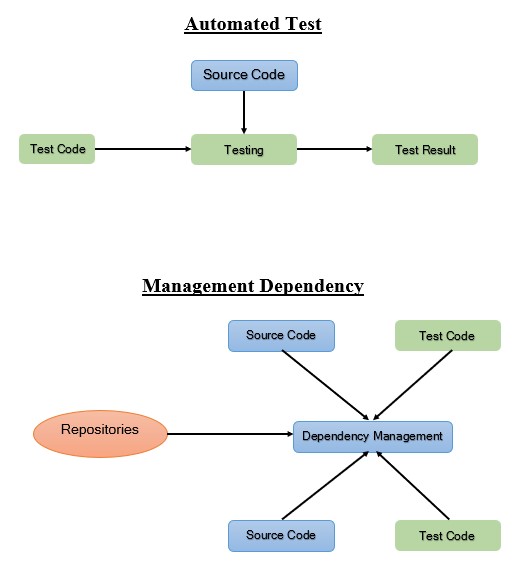 Automated Test
Source Code
Test Code
Testing
Test Result
Management Dependency
Source Code
Test Code
Repositories
Dependency Management
Source Code
Test Code